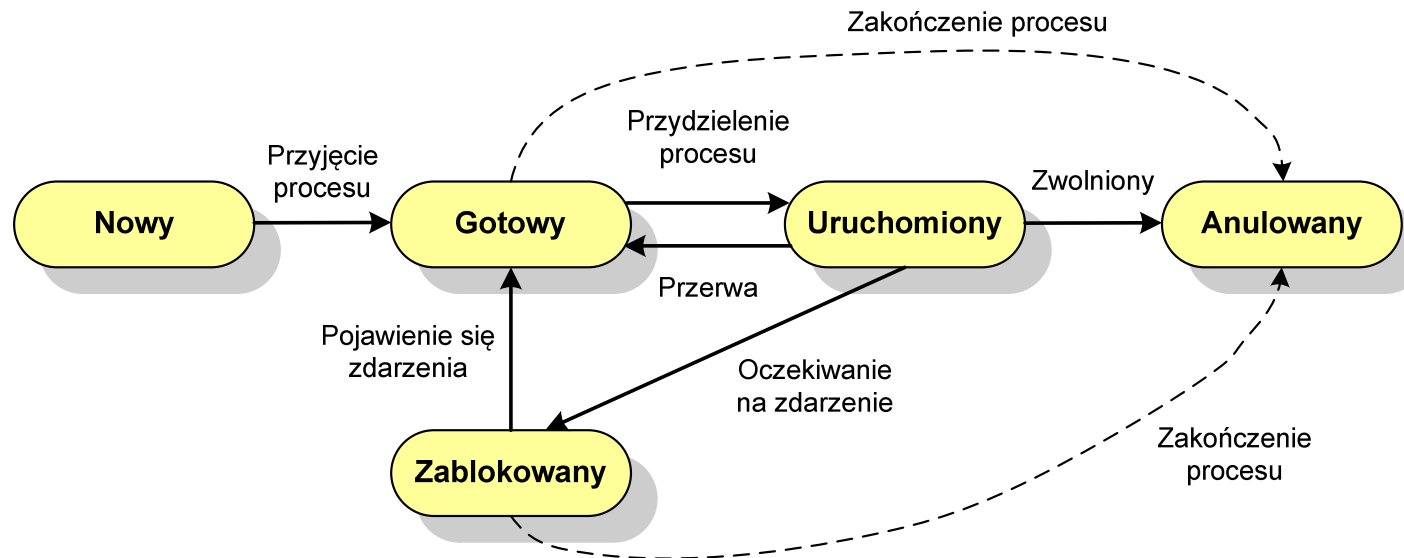 Zakończenie procesu
Przydzielenie
procesu
Przyjęcie
procesu
Zwolniony
Nowy
Gotowy
Uruchomiony
Anulowany
Przerwa
Pojawienie się
zdarzenia
Oczekiwanie
na zdarzenie
Zablokowany
Zakończenie
procesu